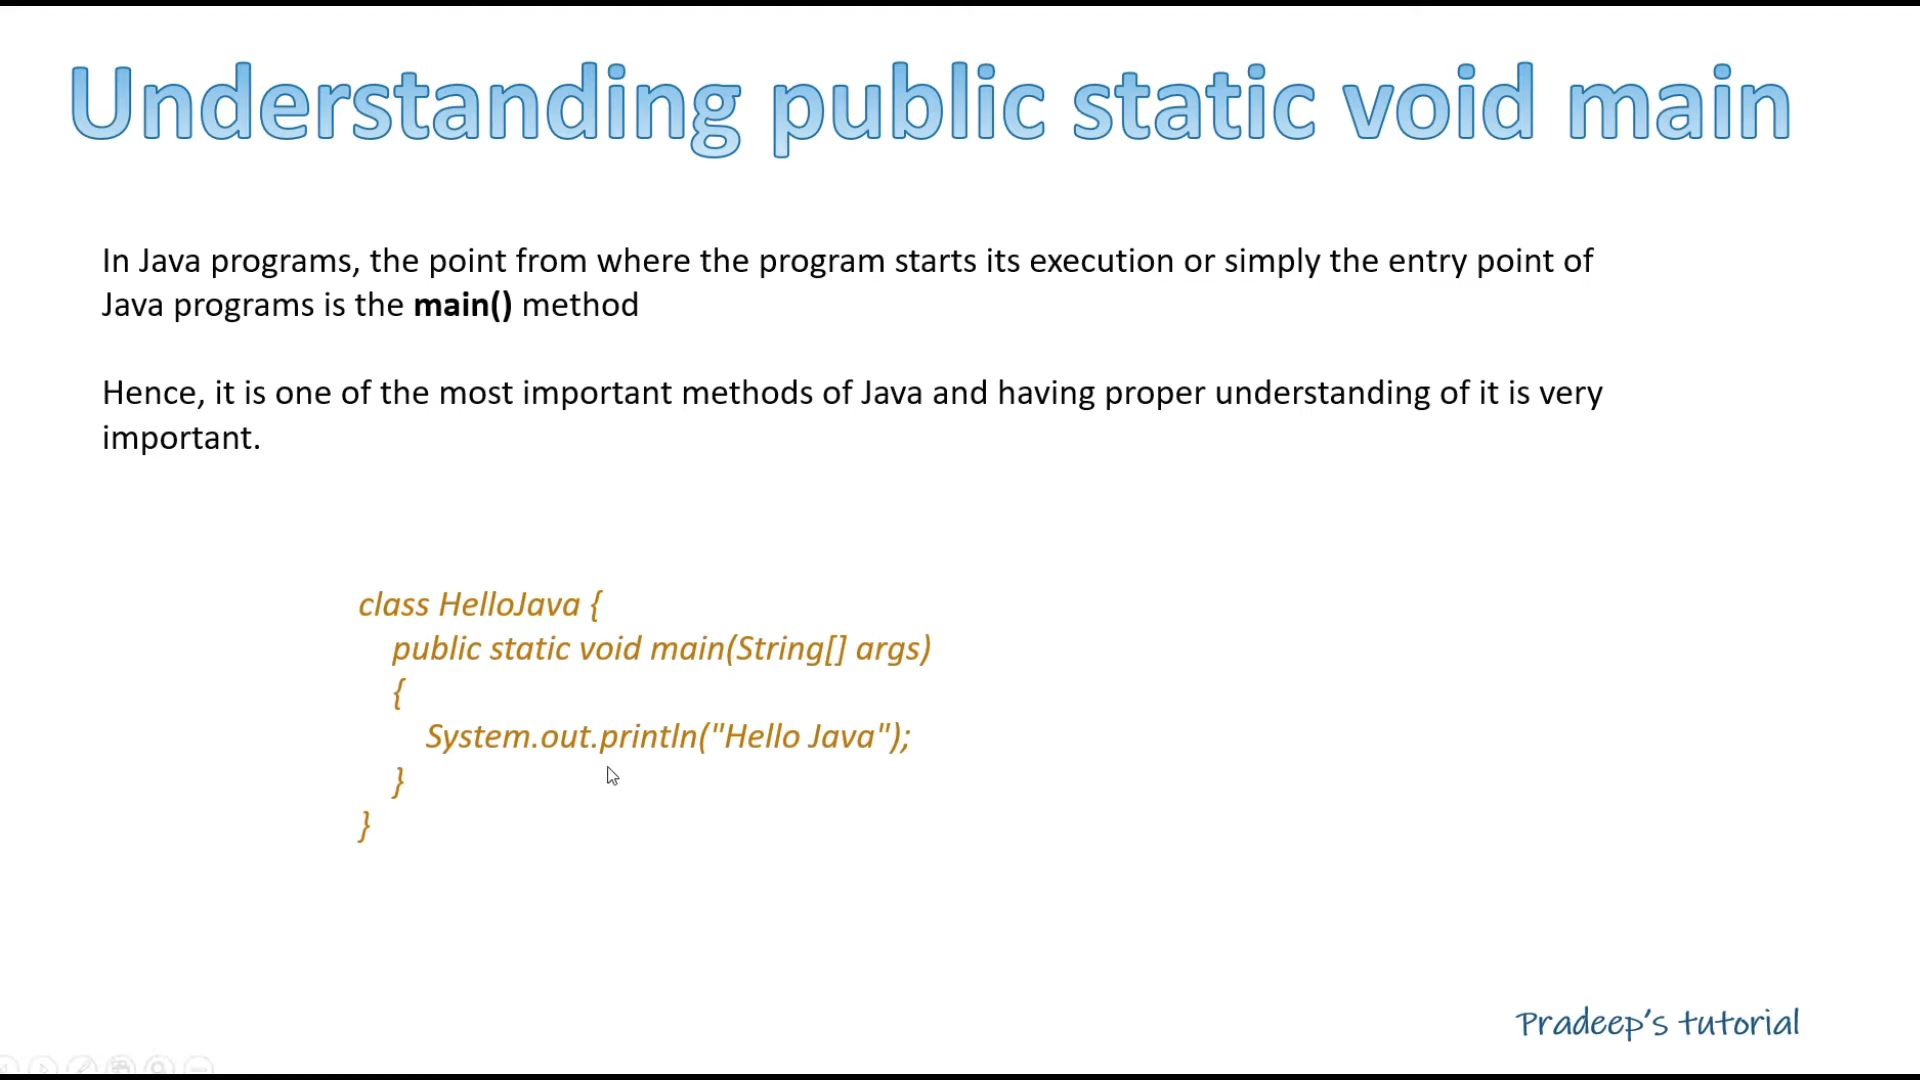 Understanding public static void main
In Java programs, the point from where the program starts its execution or simply the entry point of
Java programs is the main() method
Hence, it is one of the most important methods of Java and having proper understanding of it is very
important.
class HelloJava {
public static void main(String[] args)
{
System.out.println("Hello Java");
}
}
Pradeep's tutorial